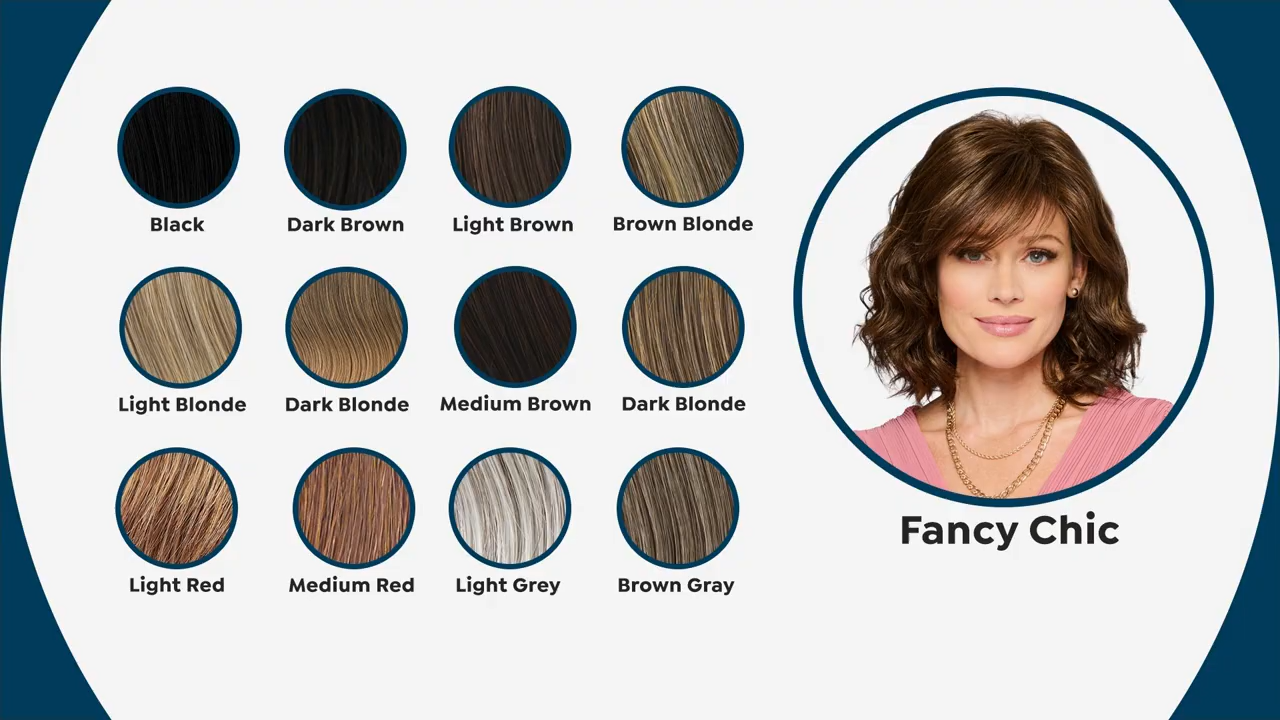 Black
Dark Brown
Light Brown
Brown Blonde
Light Blonde
Dark Blonde
Medium Brown
Dark Blonde
Light Red
Medium Red
Light Grey
Brown Gray
Fancy Chic